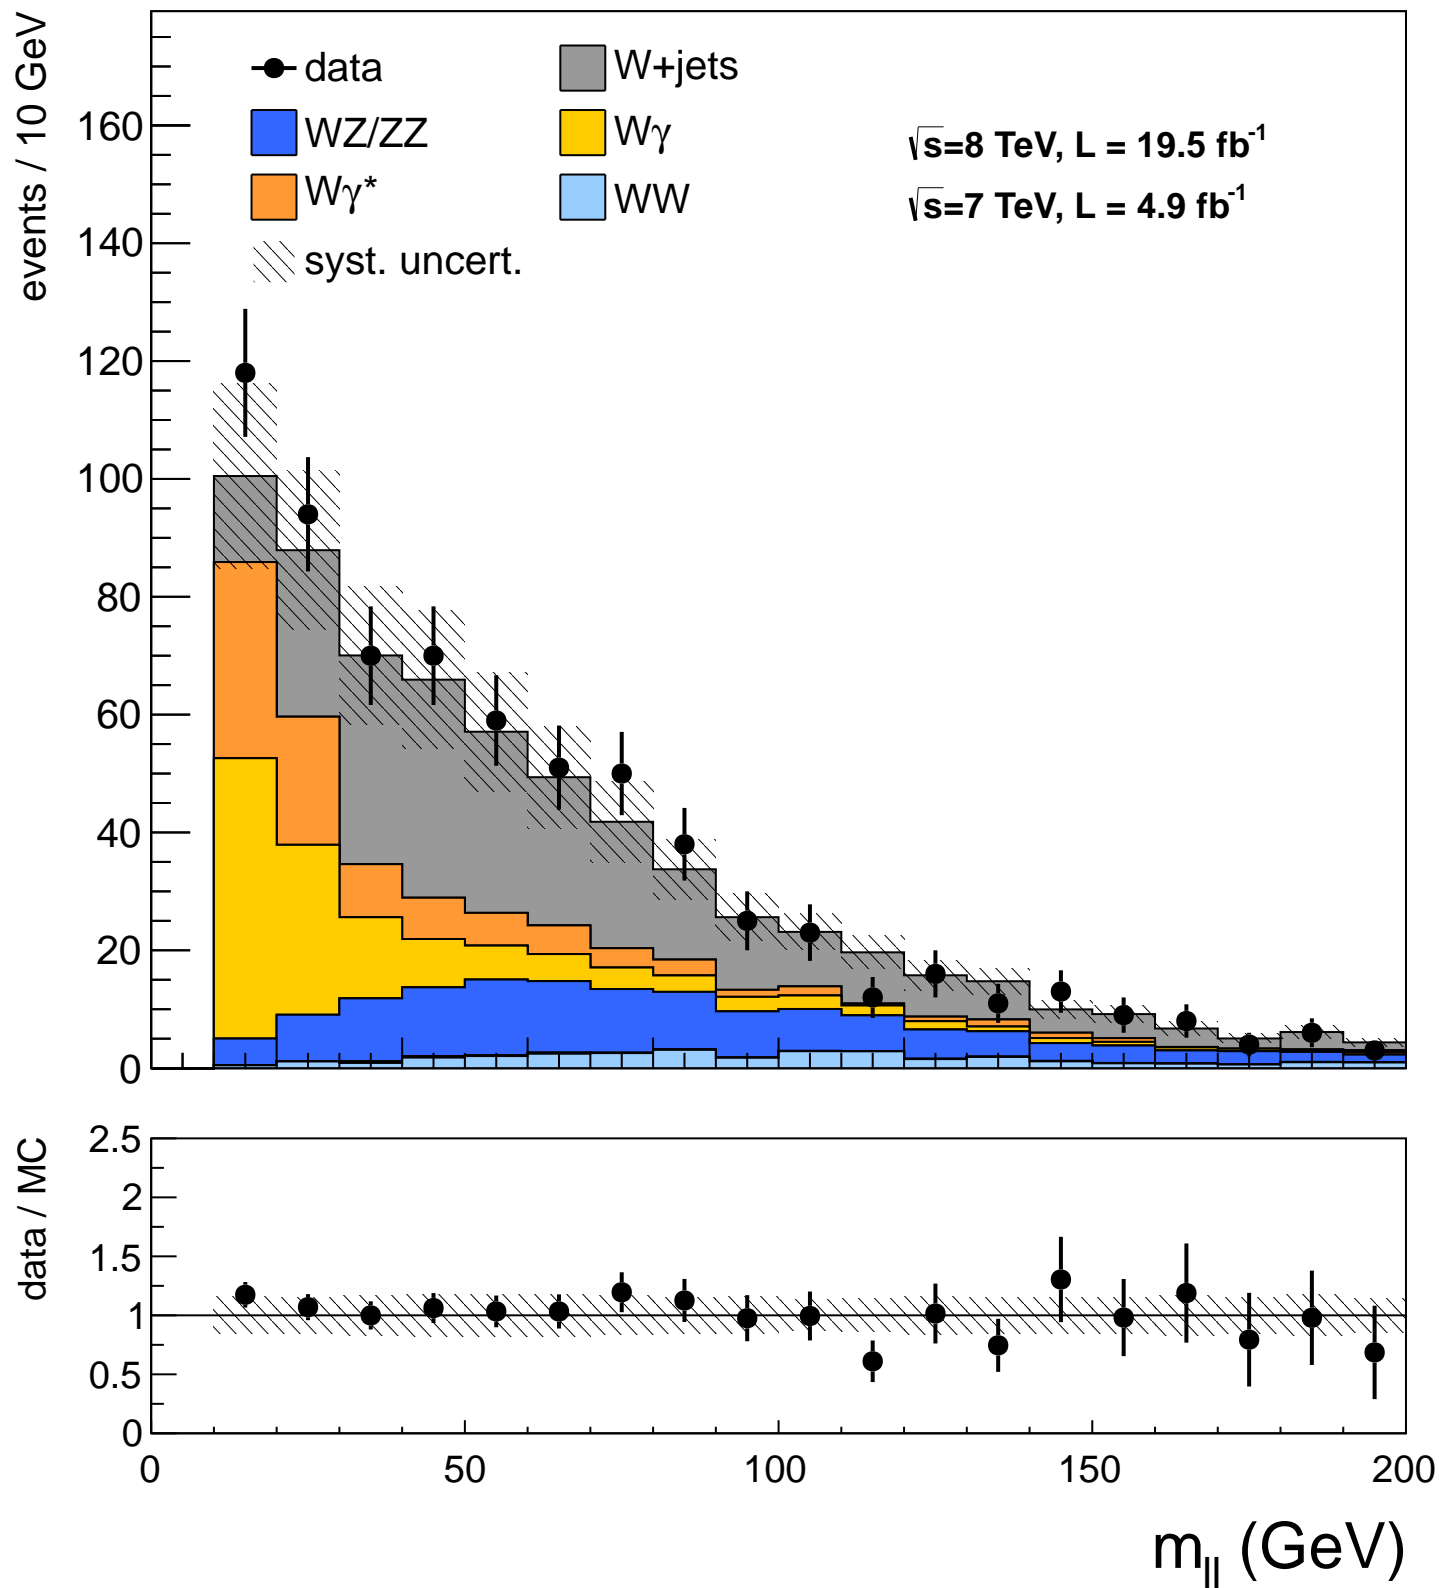 events / 10 GeV
160
140
120
100
80
60
40
20
0
data
W+jets
WZ/ZZ
Wγ
Wγ*
WW
syst. uncert.
√s=8 TeV, L = 19.5 fb⁻¹
√s=7 TeV, L = 4.9 fb⁻¹
data / MC
2.5
2
1.5
1
0.5
0
0 50 100 150 200
m_ll (GeV)